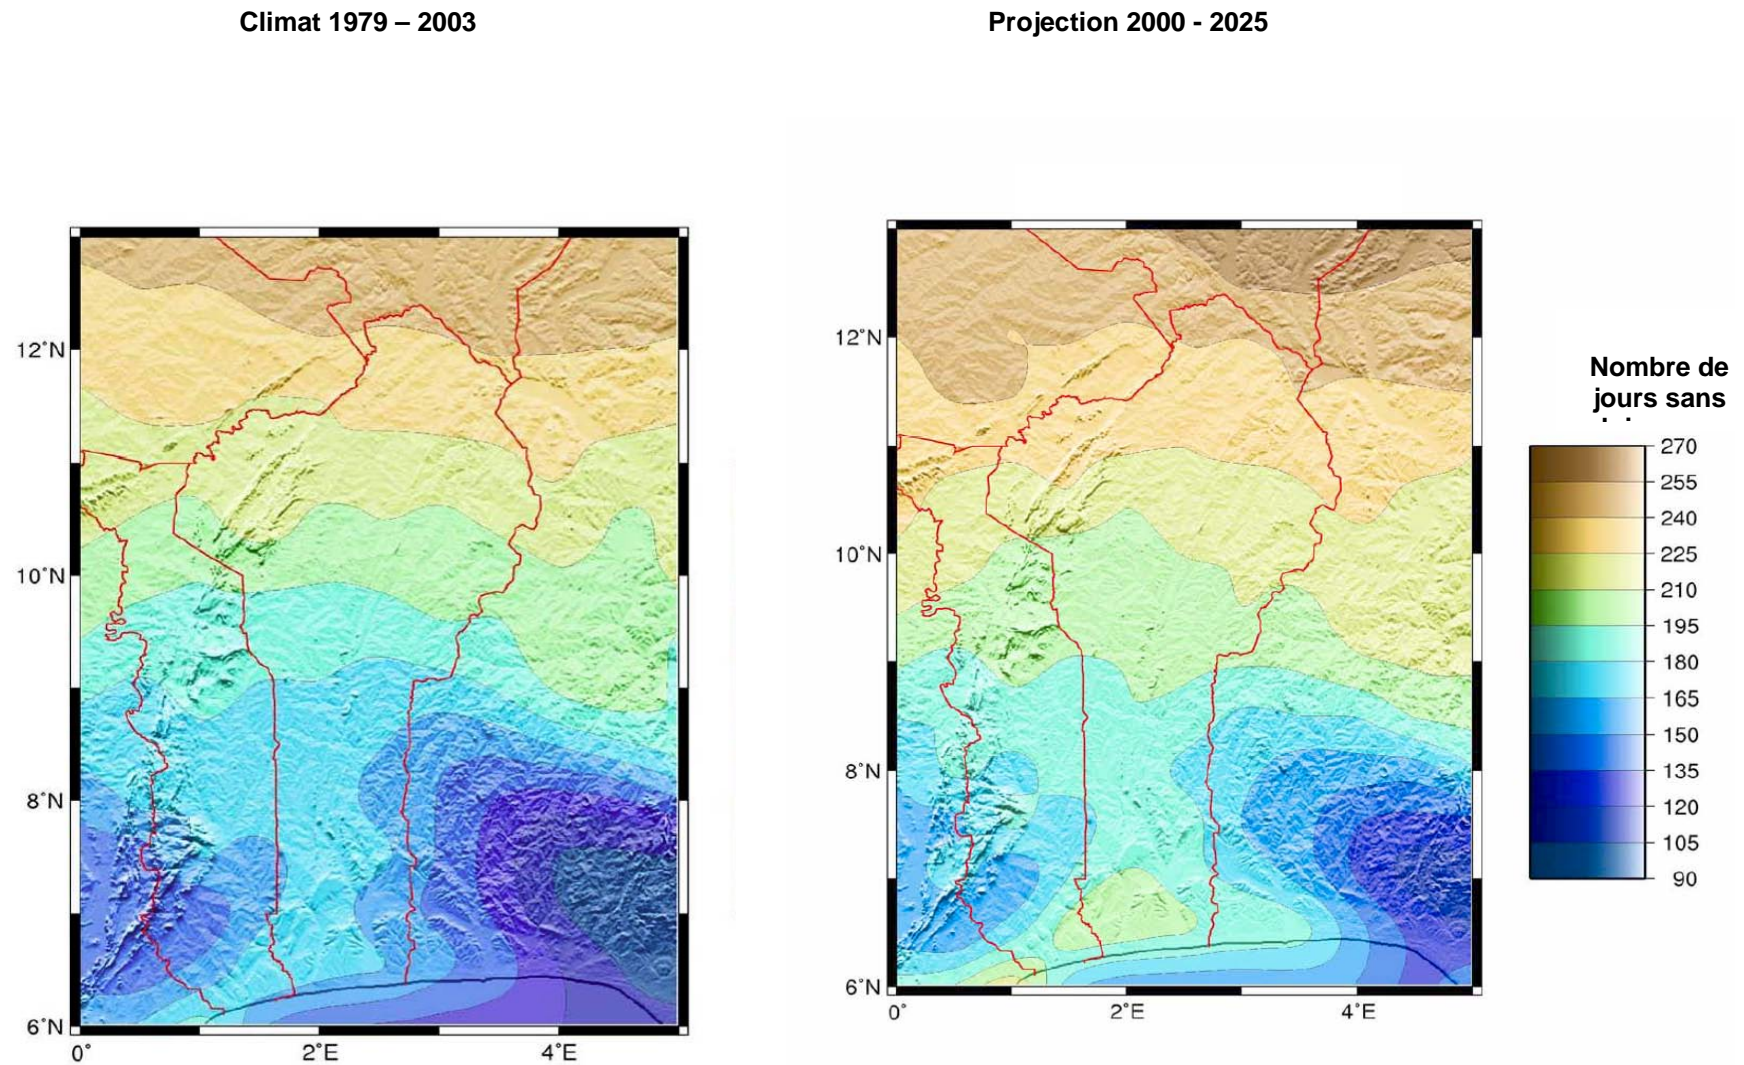 Climat 1979 – 2003
Projection 2000 - 2025
12°N
10°N
8°N
6°N
0°
2°E
4°E
12°N
10°N
8°N
6°N
0°
2°E
4°E
Nombre de
jours sans
270
255
240
225
210
195
180
165
150
135
120
105
90